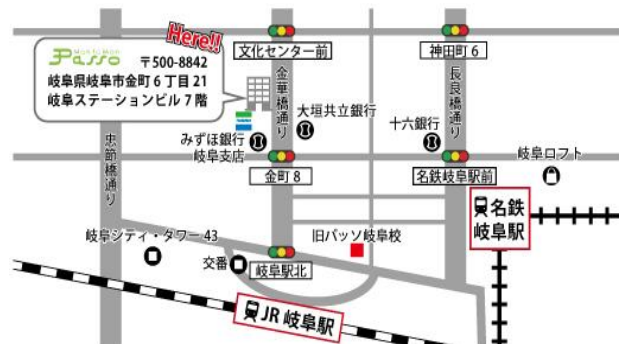 Here!!
MAN TO MAN
Passo
〒500-8842
岐阜県岐阜市金町6丁目21
岐阜ステーションビル7階
文化センター前
神田町6
金華橋通り
長良橋通り
忠節橋通り
大垣共立銀行
みずほ銀行
岐阜支店
十六銀行
岐阜ロフト
金町8
名鉄岐阜駅前
名鉄
岐阜駅
岐阜シティ・タワー43
旧パッソ岐阜校
交番
岐阜駅北
JR岐阜駅